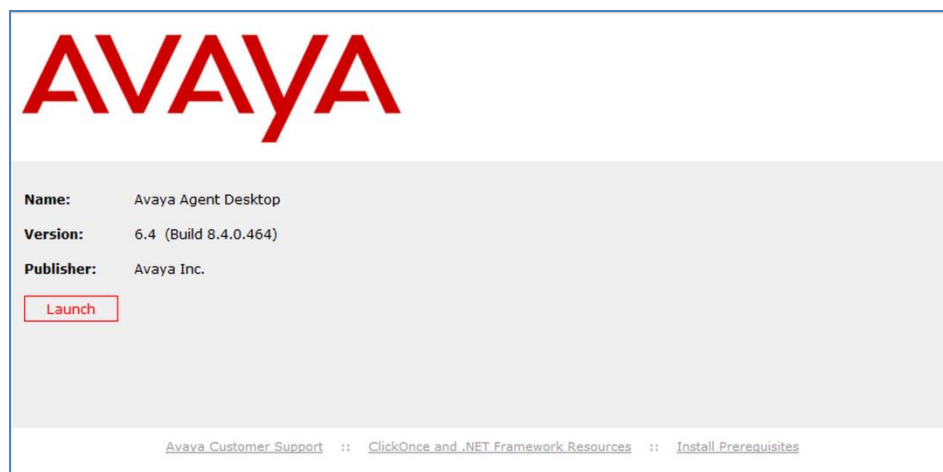 AVAYA
Name: Avaya Agent Desktop
Version: 6.4 (Build 8.4.0.464)
Publisher: Avaya Inc.
Launch
Avaya Customer Support :: ClickOnce and .NET Framework Resources :: Install Prerequisites